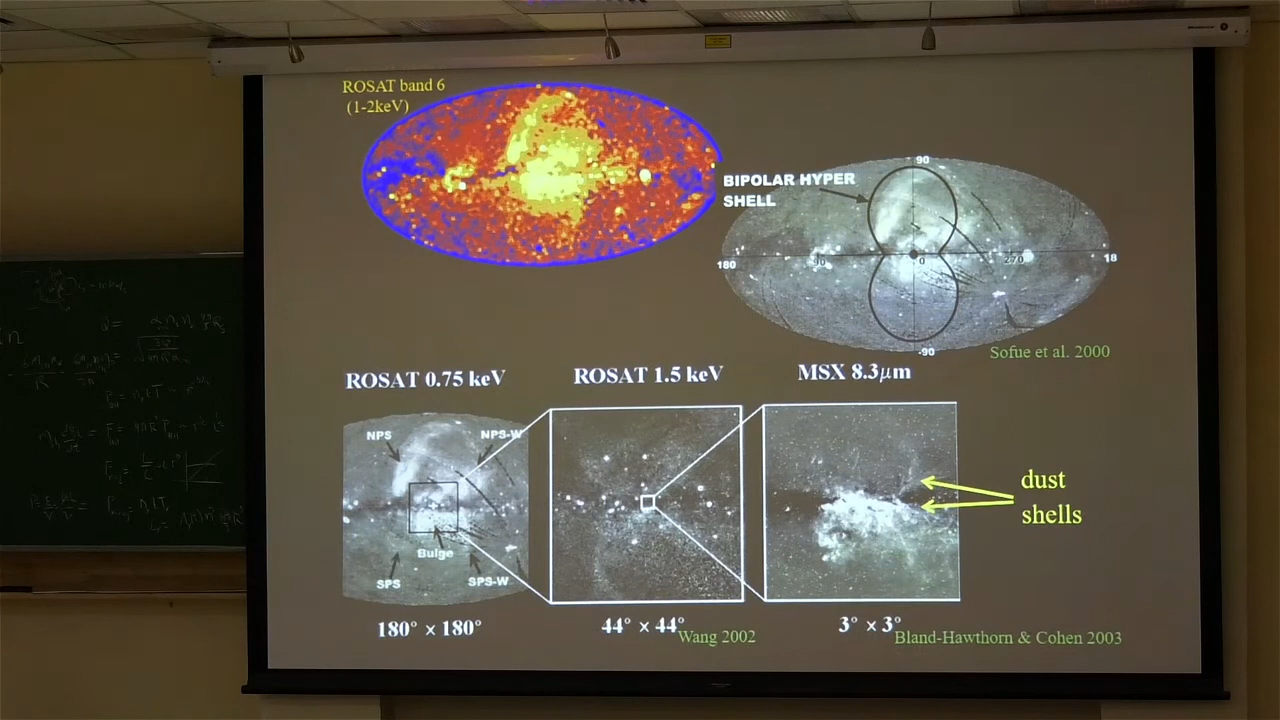 ROSAT band 6
(1-2keV)
90
BIPOLAR HYPER
SHELL
180
90
0
270
18
-90
Sofue et al. 2000
ROSAT 0.75 keV
ROSAT 1.5 keV
MSX 8.3μm
NPS
NPS-W
dust
shells
Bulge
SPS
SPS-W
180° × 180°
44° × 44°
3° × 3°
Wang 2002
Bland-Hawthorn & Cohen 2003